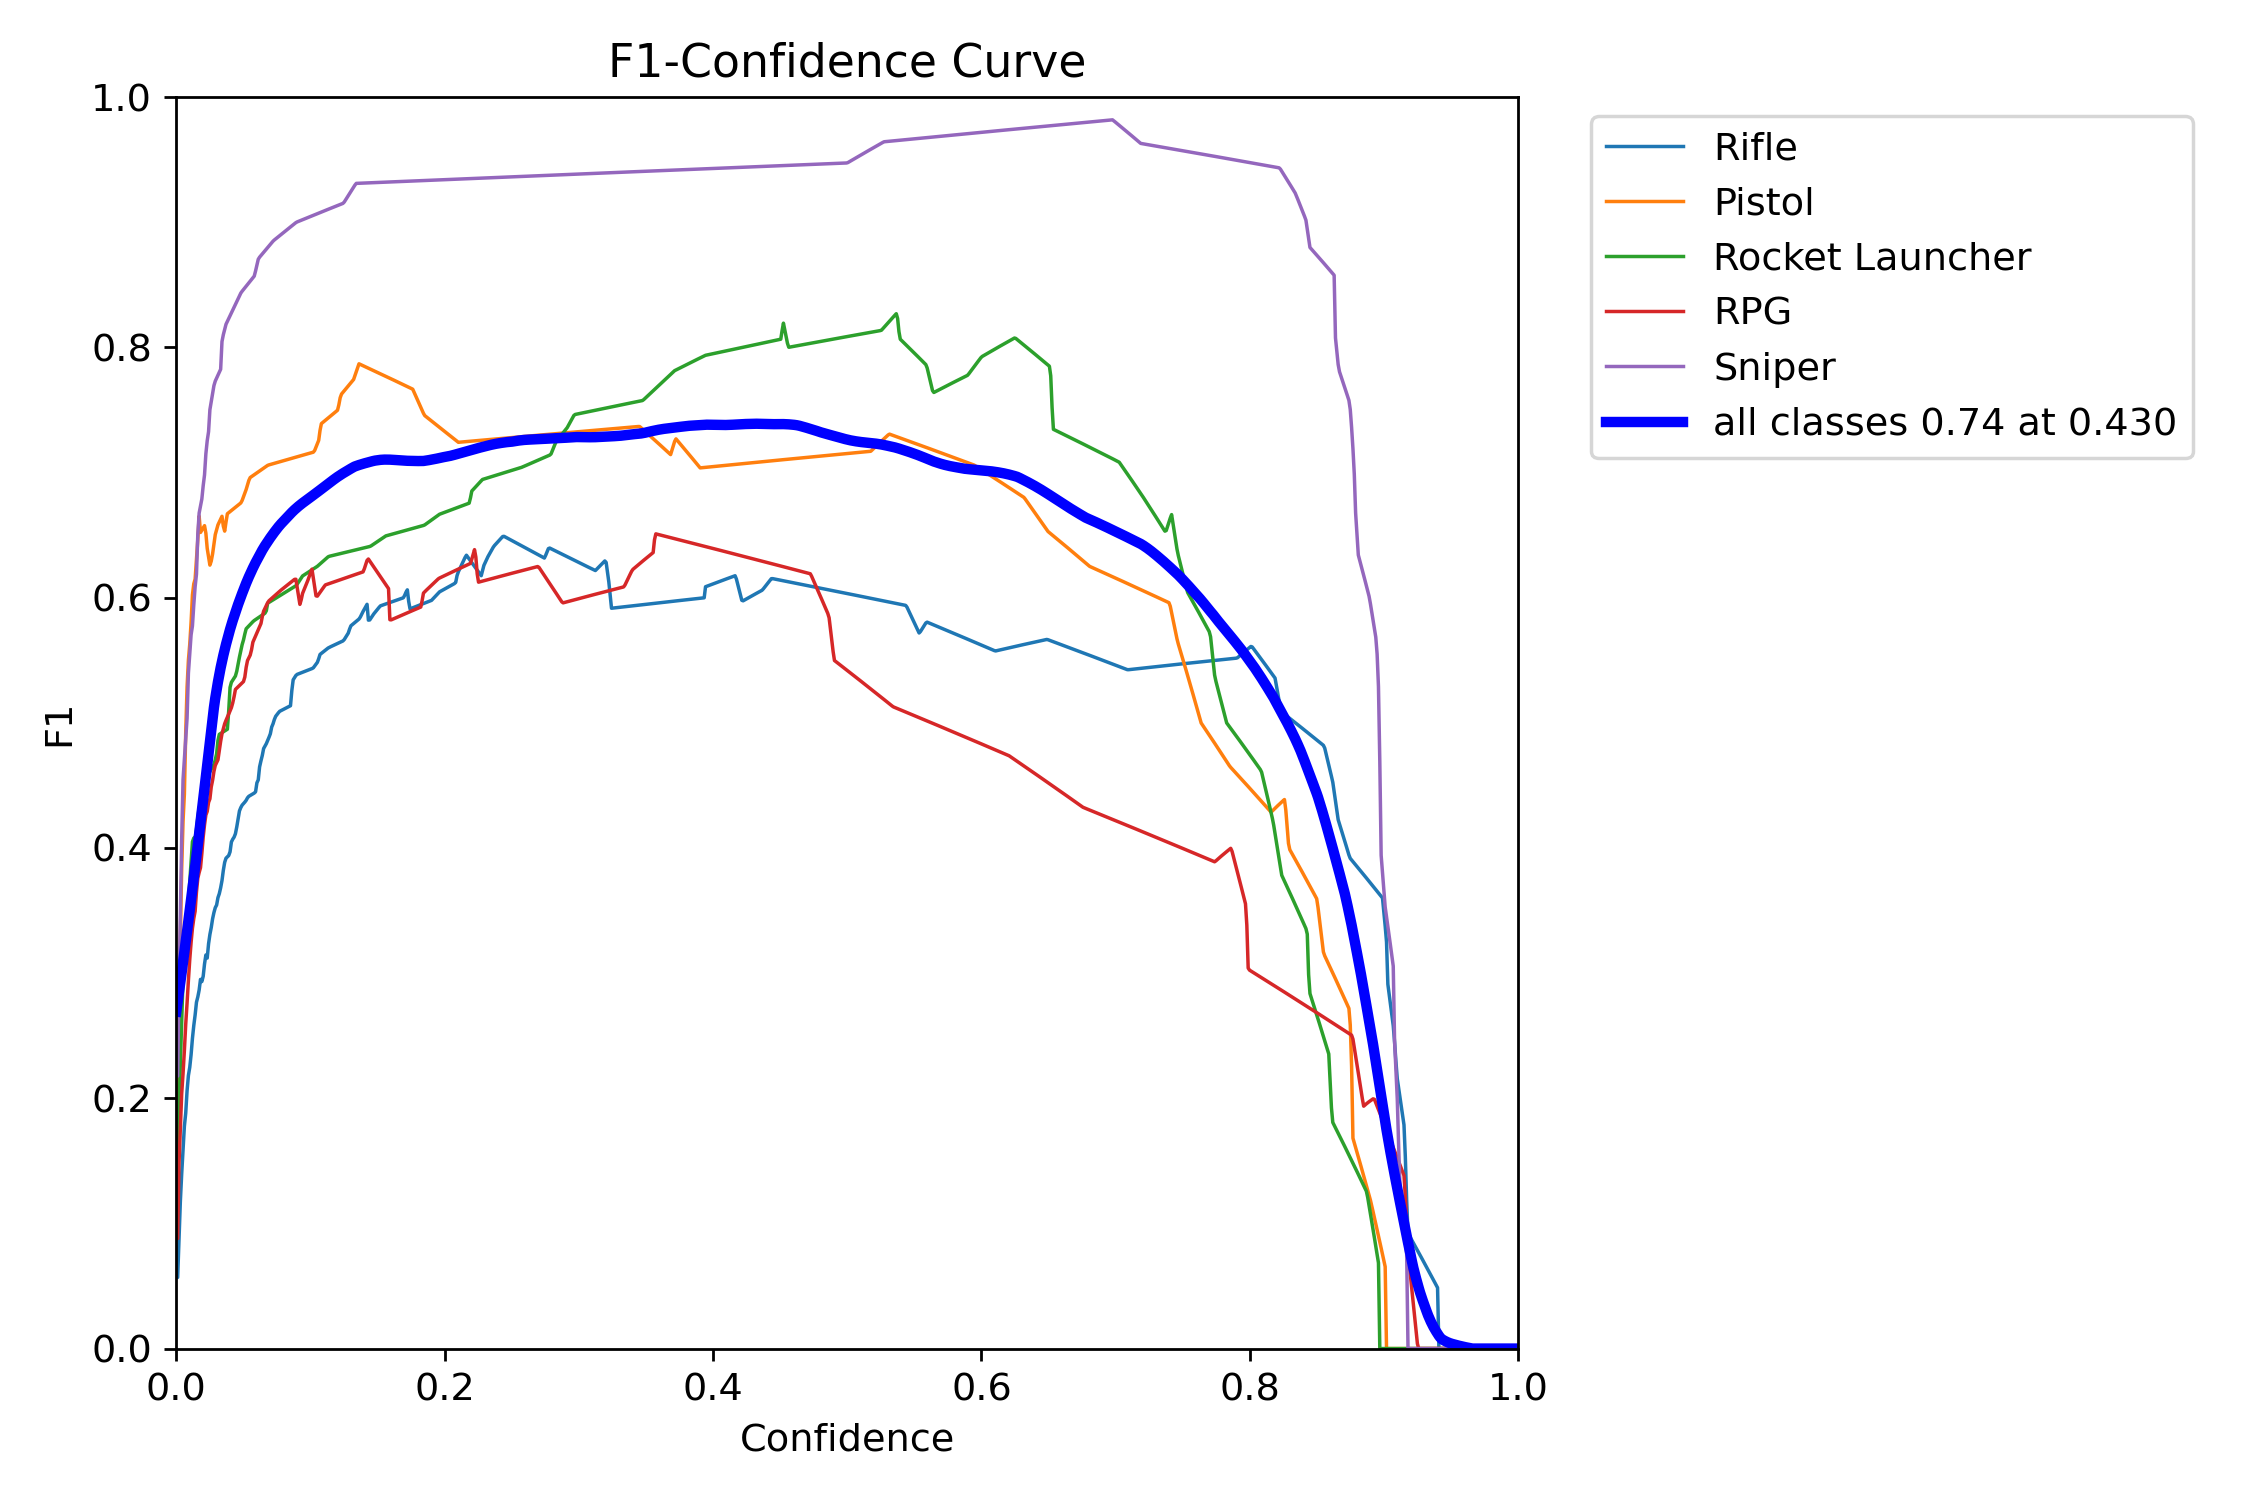 F1-Confidence Curve
1.0
0.8
0.6
0.4
0.2
0.0
F1
0.0 0.2 0.4 0.6 0.8 1.0
Confidence
Rifle
Pistol
Rocket Launcher
RPG
Sniper
all classes 0.74 at 0.430